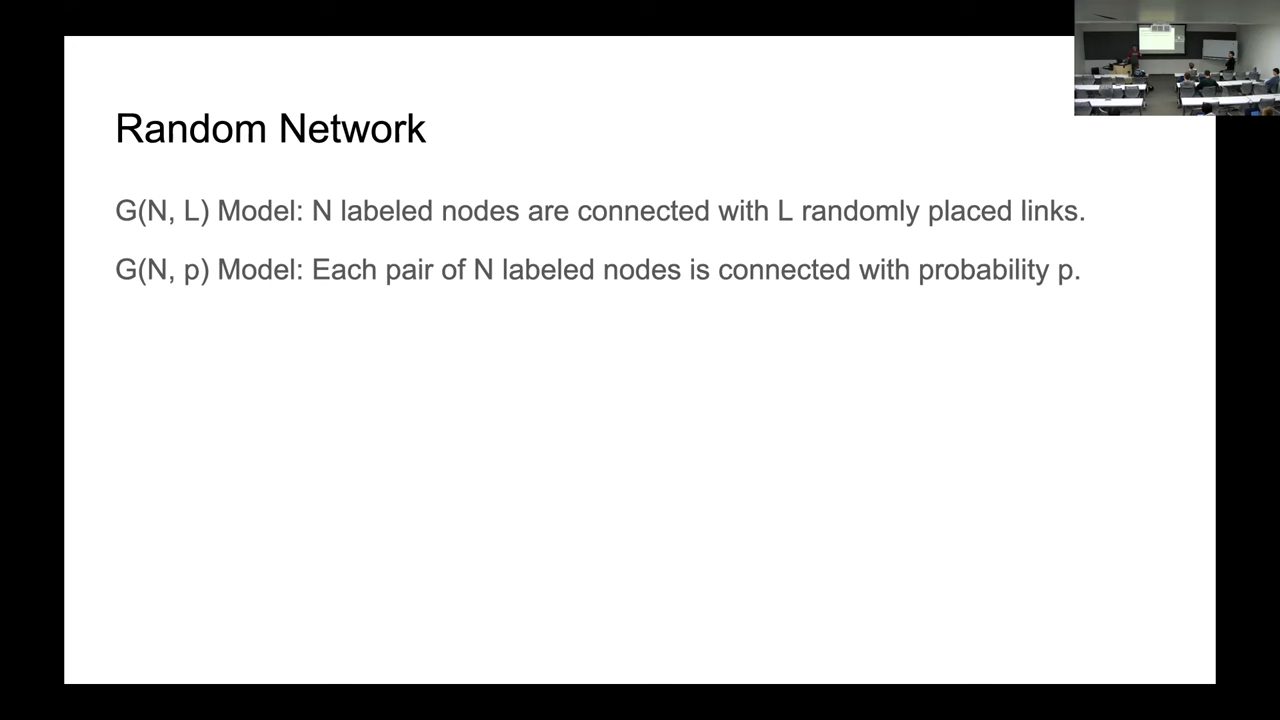 Random Network
G(N, L) Model: N labeled nodes are connected with L randomly placed links.
G(N, p) Model: Each pair of N labeled nodes is connected with probability p.